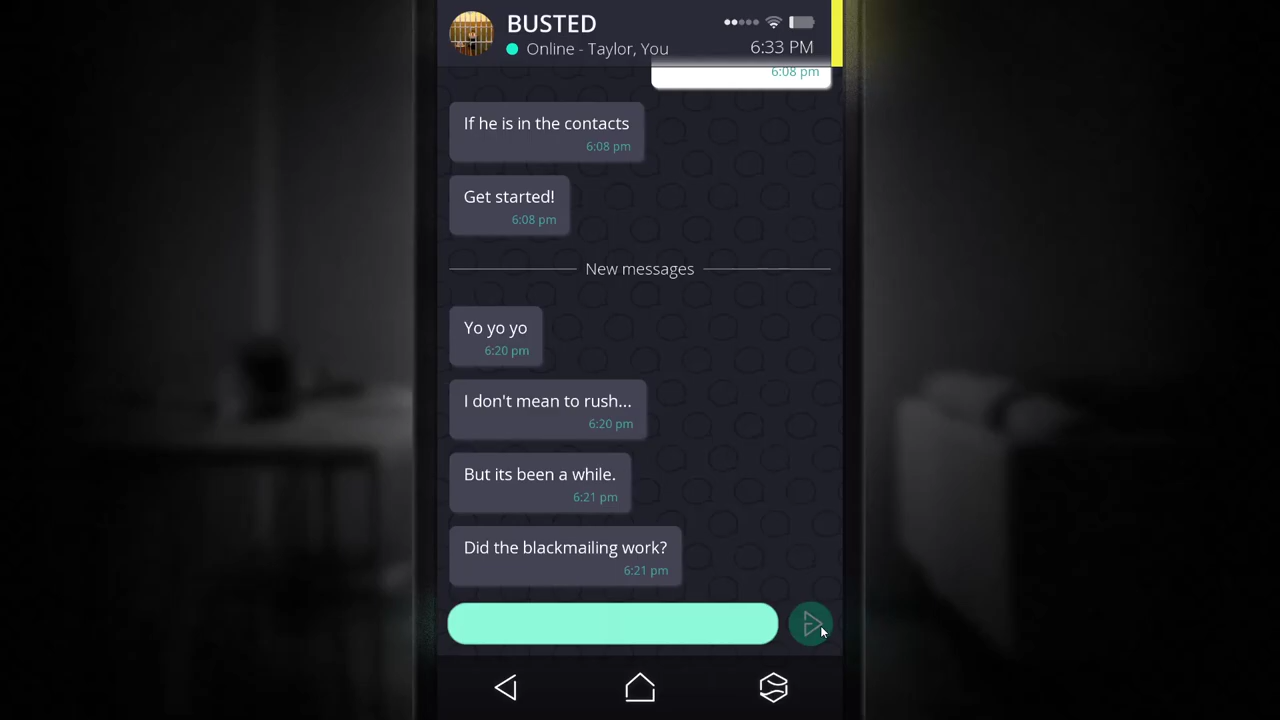 BUSTED
Online - Taylor, You
6:33 PM
6:08 pm
If he is in the contacts
6:08 pm
Get started!
6:08 pm
New messages
Yo yo yo
6:20 pm
I don't mean to rush...
6:20 pm
But its been a while.
6:21 pm
Did the blackmailing work?
6:21 pm